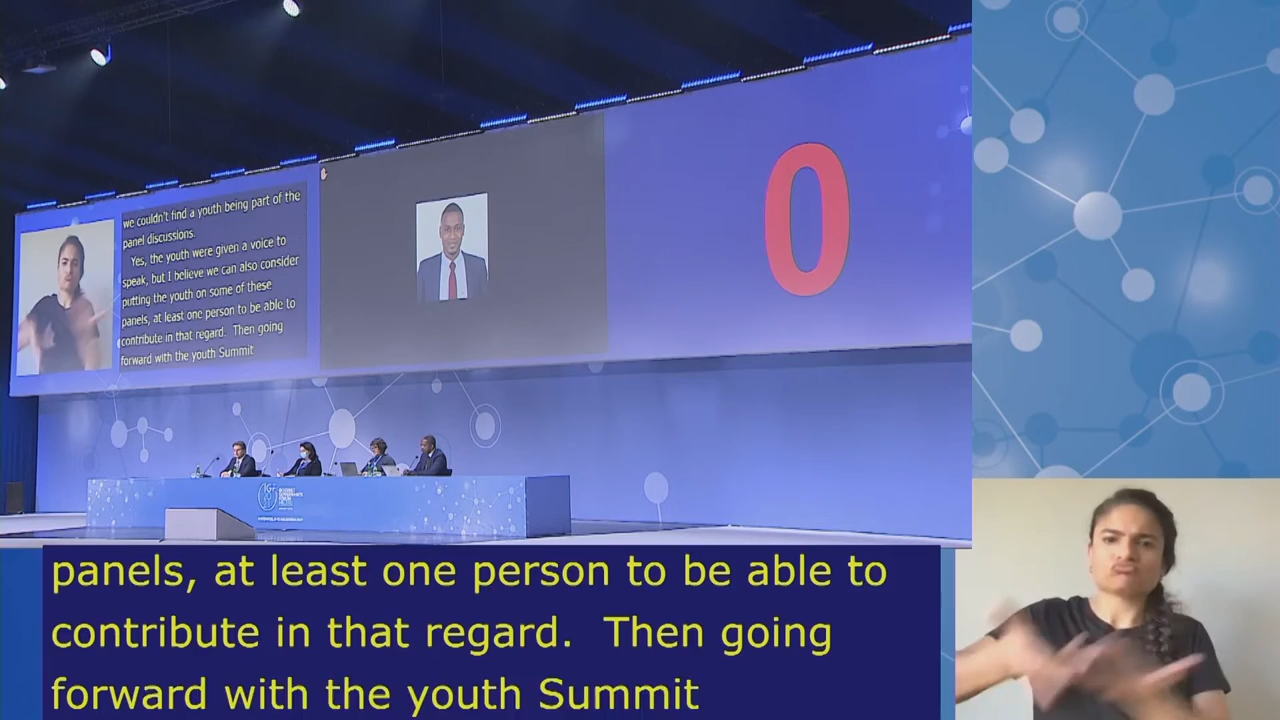 we couldn't find a youth being part of the
panel discussions.
Yes, the youth were given a voice to
speak, but I believe we can also consider
putting the youth on some of these
panels, at least one person to be able to
contribute in that regard. Then going
forward with the youth Summit
0
panels, at least one person to be able to
contribute in that regard. Then going
forward with the youth Summit